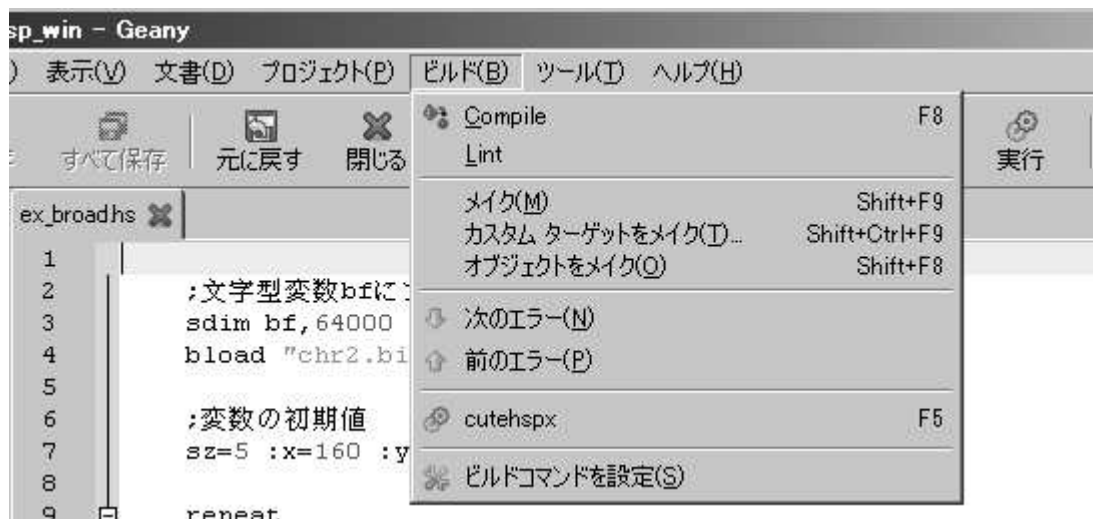 sp_win - Geany
) 表示(V) 文書(D) プロジェクト(P) ビルド(B) ツール(T) ヘルプ(H)
すべて保存 元に戻す 閉じる 実行
Compile F8
Lint
メイク(M) Shift+F9
カスタム ターゲットをメイク(T)... Shift+Ctrl+F9
オブジェクトをメイク(O) Shift+F8
次のエラー(N)
前のエラー(P)
cutehspx F5
ビルドコマンドを設定(S)
ex_broad.hs
1
2 ;文字型変数bfに
3 sdim bf,64000
4 bload "chr2.bi
5
6 ;変数の初期値
7 sz=5 :x=160 :y
8
9 repeat